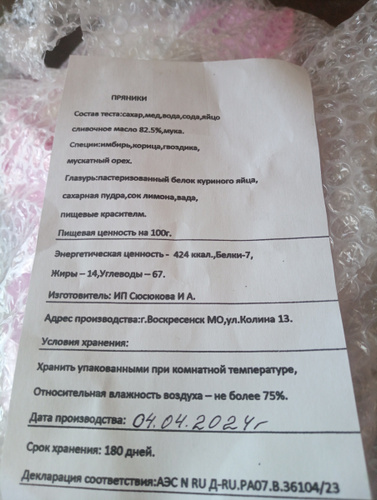 ПРЯНИКИ
Состав теста:сахар,мед,вода,сода,яйцо
сливочное масло 82.5%,мука.
Специи:имбирь,корица,гвоздика,
мускатный орех.
Глазурь:пастеризованный белок куриного яйца,
сахарная пудра,сок лимона,вада,
пищевые красителм.
Пищевая ценность на 100г.
Энергетическая ценность - 424 ккал.,Белки-7,
Жиры – 14,Углеводы – 67.
Изготовитель: ИП Сюсюкова И А.
Адрес производства:г.Воскресенск МО,ул.Колина 13.
Условия хранения:
Хранить упакованными при комнатной температуре,
Относительная влажность воздуха – не более 75%.
Дата производства: 04.04.2024г
Срок хранения: 180 дней.
Декларация соответствия:АЭС N RU Д-RU.РА07.В.36104/23